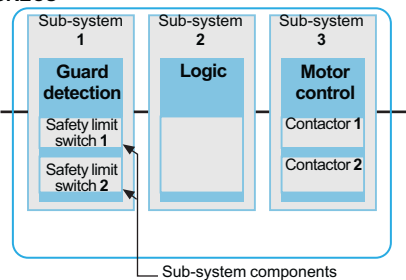 Sub-system
1
Sub-system
2
Sub-system
3
Guard
detection
Logic
Motor
control
Safety limit
switch 1
Contactor 1
Safety limit
switch 2
Contactor 2
Sub-system components